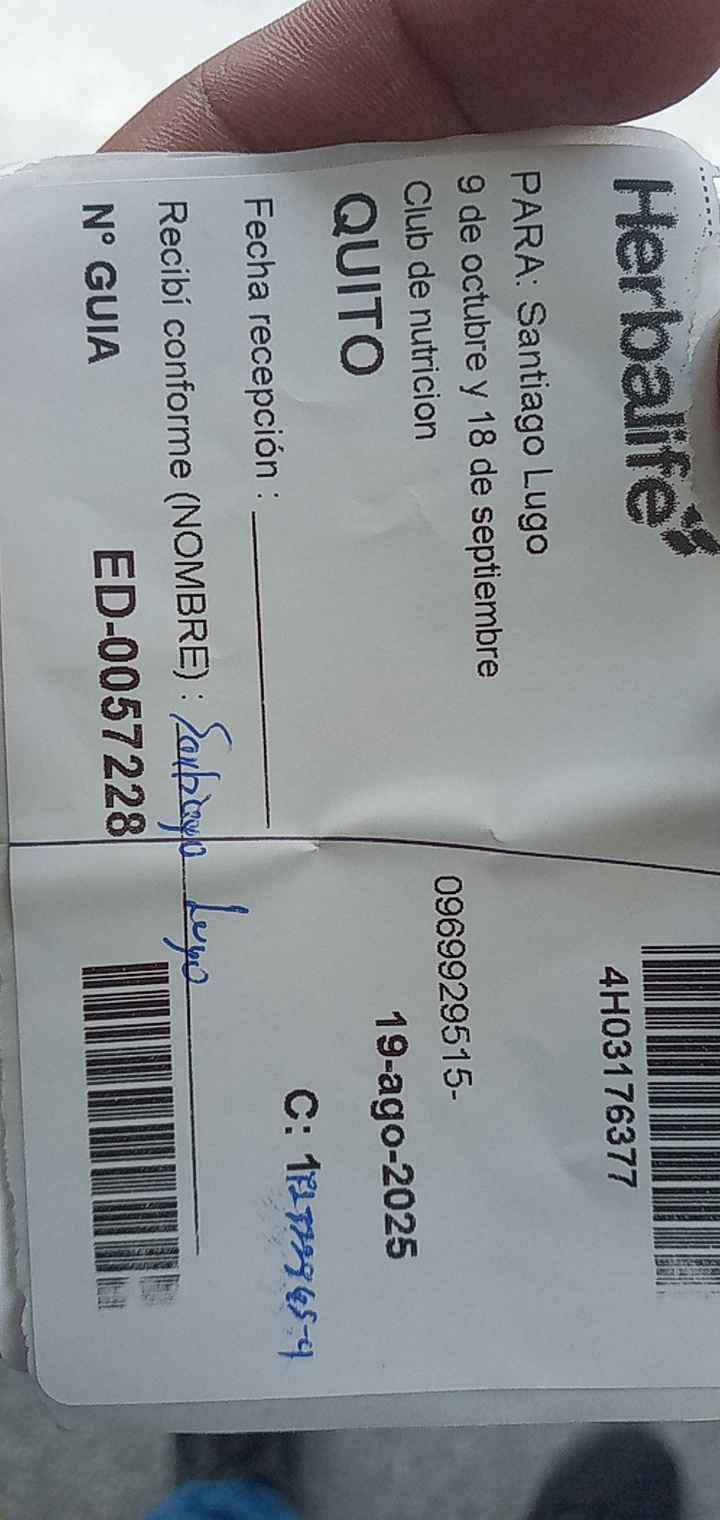 Herbalife
4H03176377
PARA: Santiago Lugo
9 de octubre y 18 de septiembre
0969929515-
Club de nutricion
19-ago-2025
QUITO
C: 1
Fecha recepción :
Recibí conforme (NOMBRE) : Santiago Lugo
N° GUIA ED-0057228